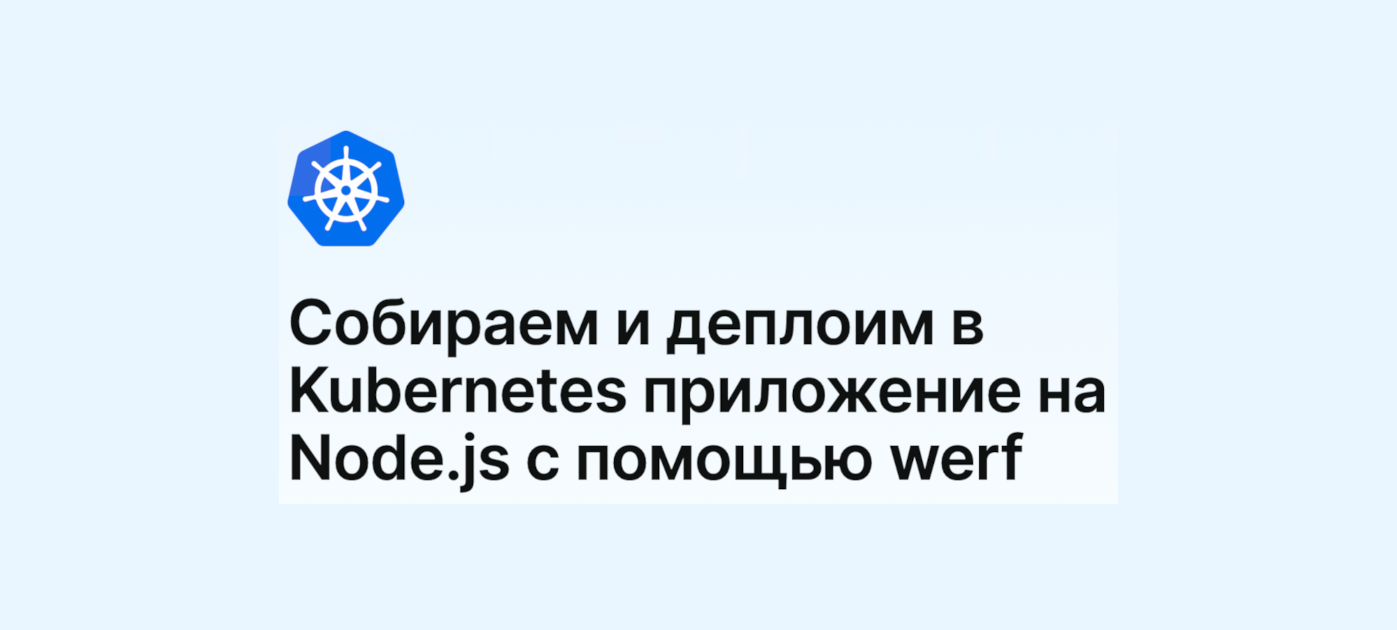 Собираем и деплоим в
Kubernetes приложение на
Node.js с помощью werf